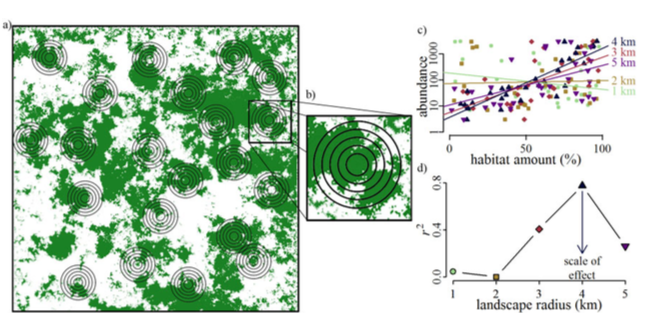 a)
b)
c)
abundance
1 10 100 1000
4 km
3 km
5 km
2 km
1 km
0 50 100
habitat amount (%)
d)
r²
0.0 0.4 0.8
scale of
effect
1 2 3 4 5
landscape radius (km)